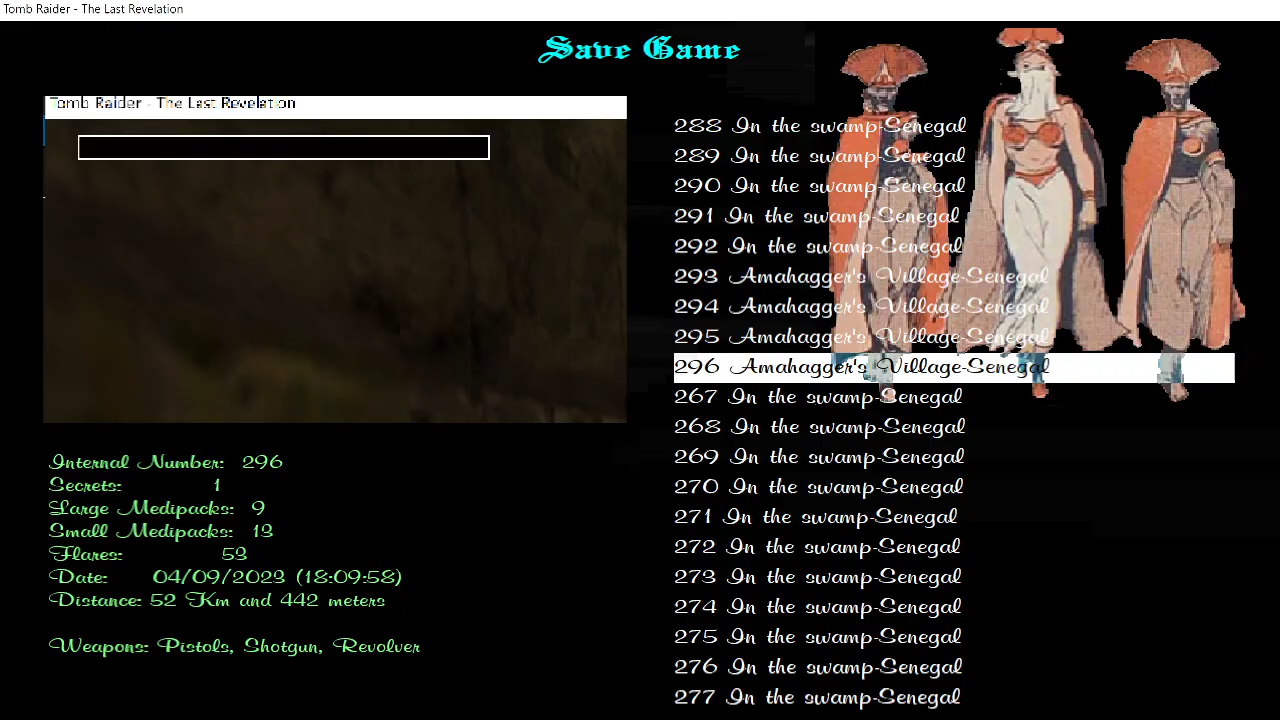 Tomb Raider - The Last Revelation
Save Game
Tomb Raider - The Last Revelation
288 In the swamp-Senegal
289 In the swamp-Senegal
290 In the swamp-Senegal
291 In the swamp-Senegal
292 In the swamp-Senegal
293 Amahagger's Village-Senegal
294 Amahagger's Village-Senegal
295 Amahagger's Village-Senegal
296 Amahagger's Village-Senegal
267 In the swamp-Senegal
268 In the swamp-Senegal
269 In the swamp-Senegal
270 In the swamp-Senegal
271 In the swamp-Senegal
272 In the swamp-Senegal
273 In the swamp-Senegal
274 In the swamp-Senegal
275 In the swamp-Senegal
276 In the swamp-Senegal
277 In the swamp-Senegal
Internal Number: 296
Secrets: 1
Large Medipacks: 9
Small Medipacks: 13
Flares: 53
Date: 04/09/2023 (18:09:58)
Distance: 52 Km and 442 meters
Weapons: Pistols, Shotgun, Revolver